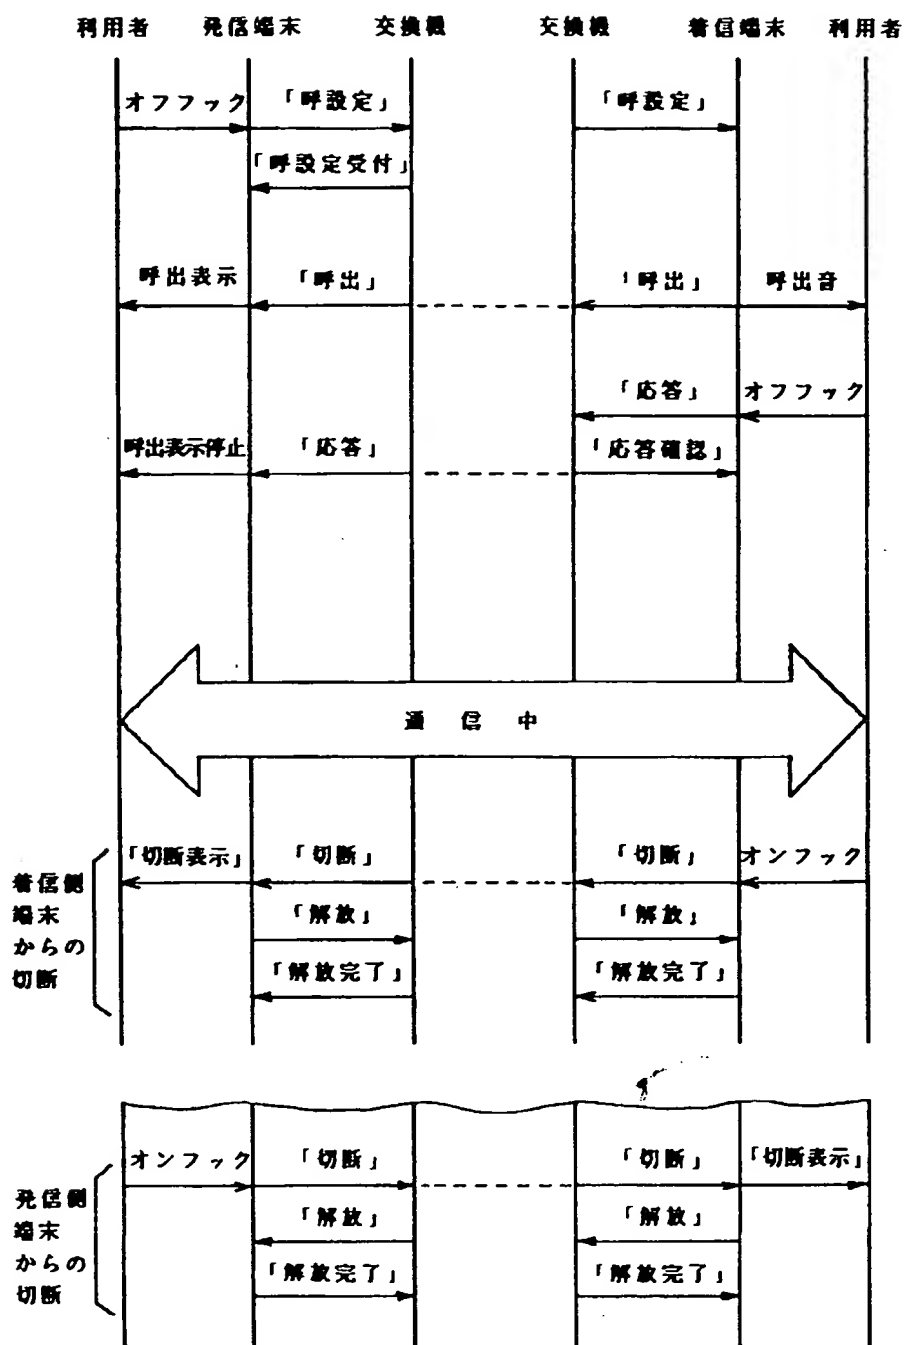 利用者 発信端末 交換機 交換機 着信端末 利用者
オフフック 「呼設定」 「呼設定」
「呼設定受付」
呼出表示 「呼出」 「呼出」 呼出音
「応答」 オフフック
呼出表示停止 「応答」 「応答確認」
通信中
「切断表示」 「切断」 「切断」 オンフック
着信側
端末
からの
切断
「解放」 「解放」
「解放完了」 「解放完了」
オンフック 「切断」 「切断」 「切断表示」
発信側
端末
からの
切断
「解放」 「解放」
「解放完了」 「解放完了」